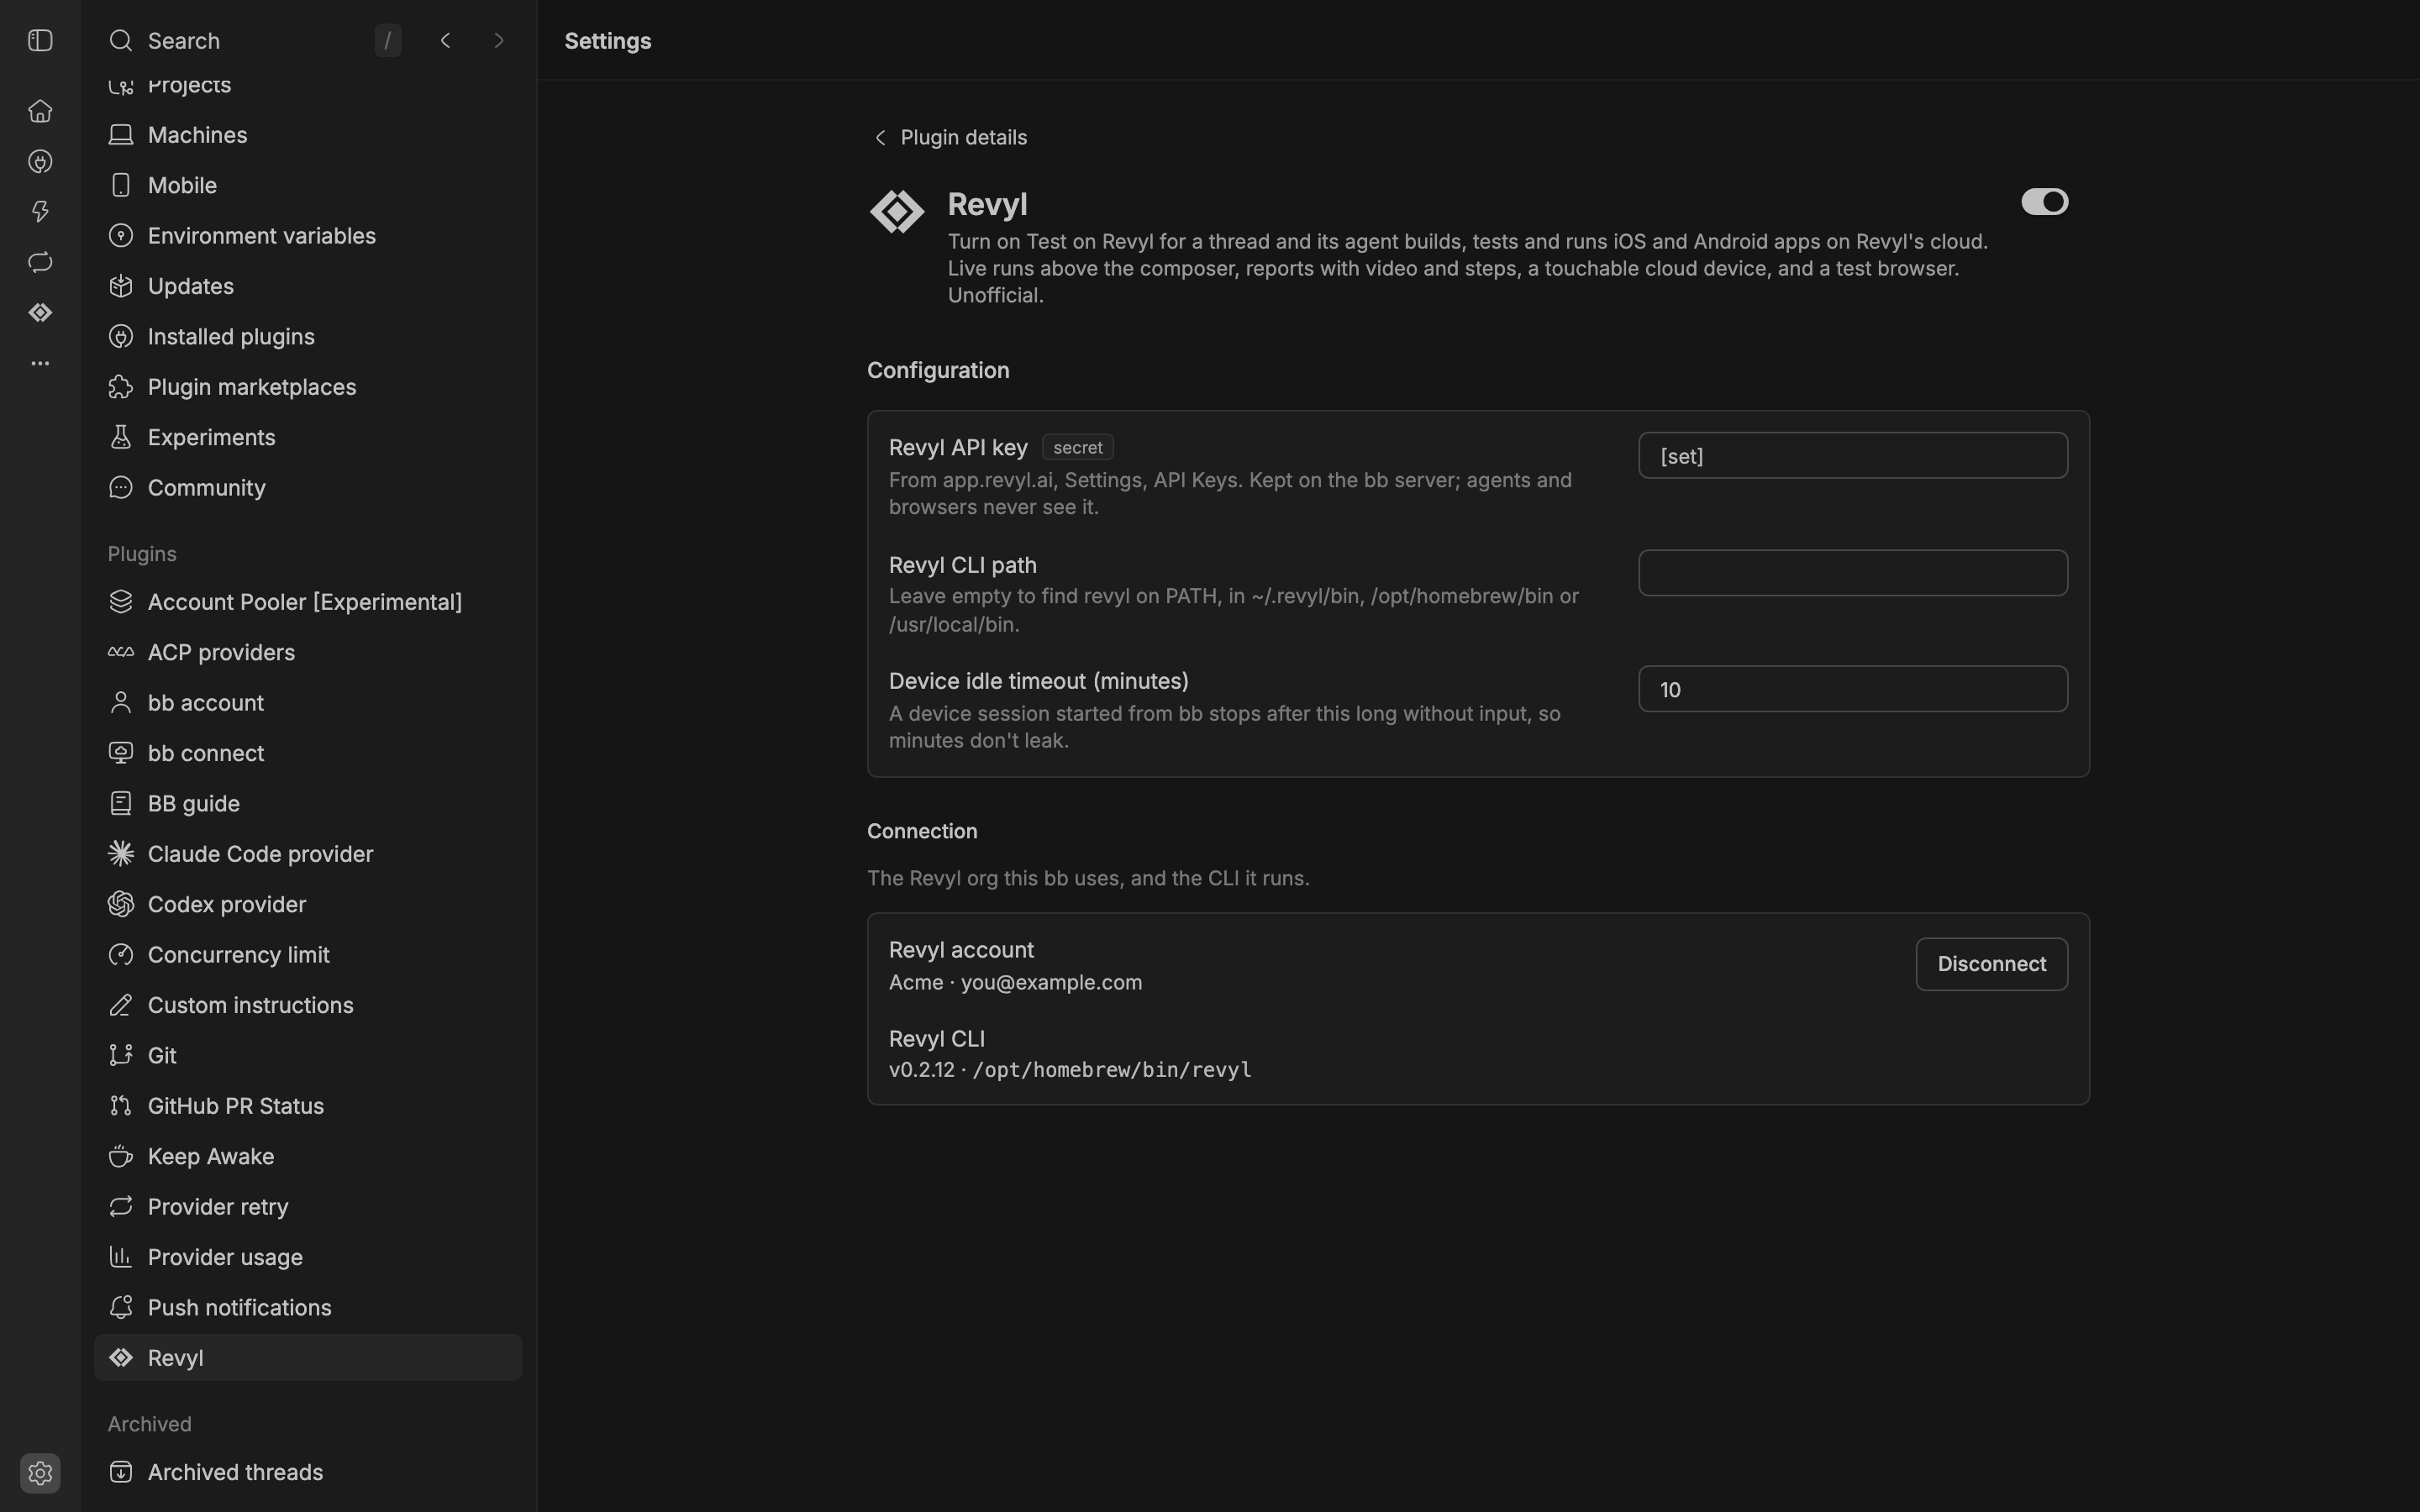 Search
/
Projects
Machines
Mobile
Environment variables
Updates
Installed plugins
Plugin marketplaces
Experiments
Community
Plugins
Account Pooler [Experimental]
ACP providers
bb account
bb connect
BB guide
Claude Code provider
Codex provider
Concurrency limit
Custom instructions
Git
GitHub PR Status
Keep Awake
Provider retry
Provider usage
Push notifications
Revyl
Archived
Archived threads
Settings
Plugin details
Revyl
Turn on Test on Revyl for a thread and its agent builds, tests and runs iOS and Android apps on Revyl's cloud.
Live runs above the composer, reports with video and steps, a touchable cloud device, and a test browser.
Unofficial.
Configuration
Revyl API key secret
[set]
From app.revyl.ai, Settings, API Keys. Kept on the bb server; agents and
browsers never see it.
Revyl CLI path
Leave empty to find revyl on PATH, in ~/.revyl/bin, /opt/homebrew/bin or
/usr/local/bin.
Device idle timeout (minutes)
10
A device session started from bb stops after this long without input, so
minutes don't leak.
Connection
The Revyl org this bb uses, and the CLI it runs.
Revyl account
Acme · you@example.com
Disconnect
Revyl CLI
v0.2.12 · /opt/homebrew/bin/revyl